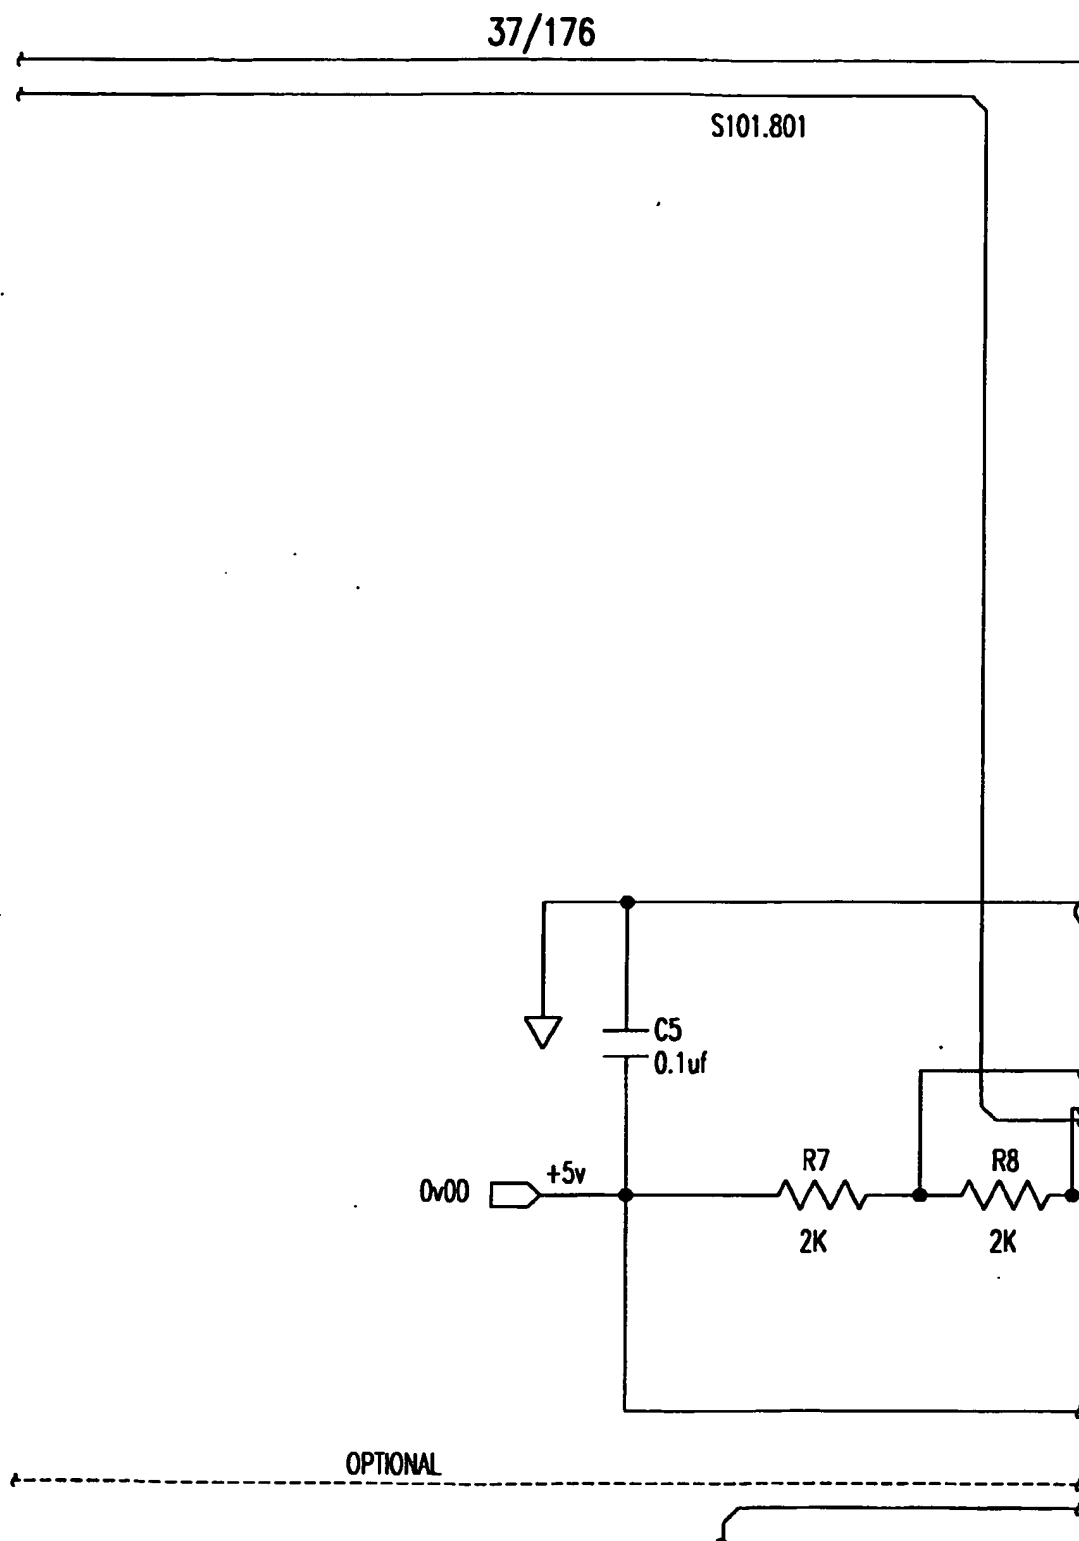 37/176
S101.801
C5
0.1uf
0v00
+5v
R7
R8
2K
2K
OPTIONAL